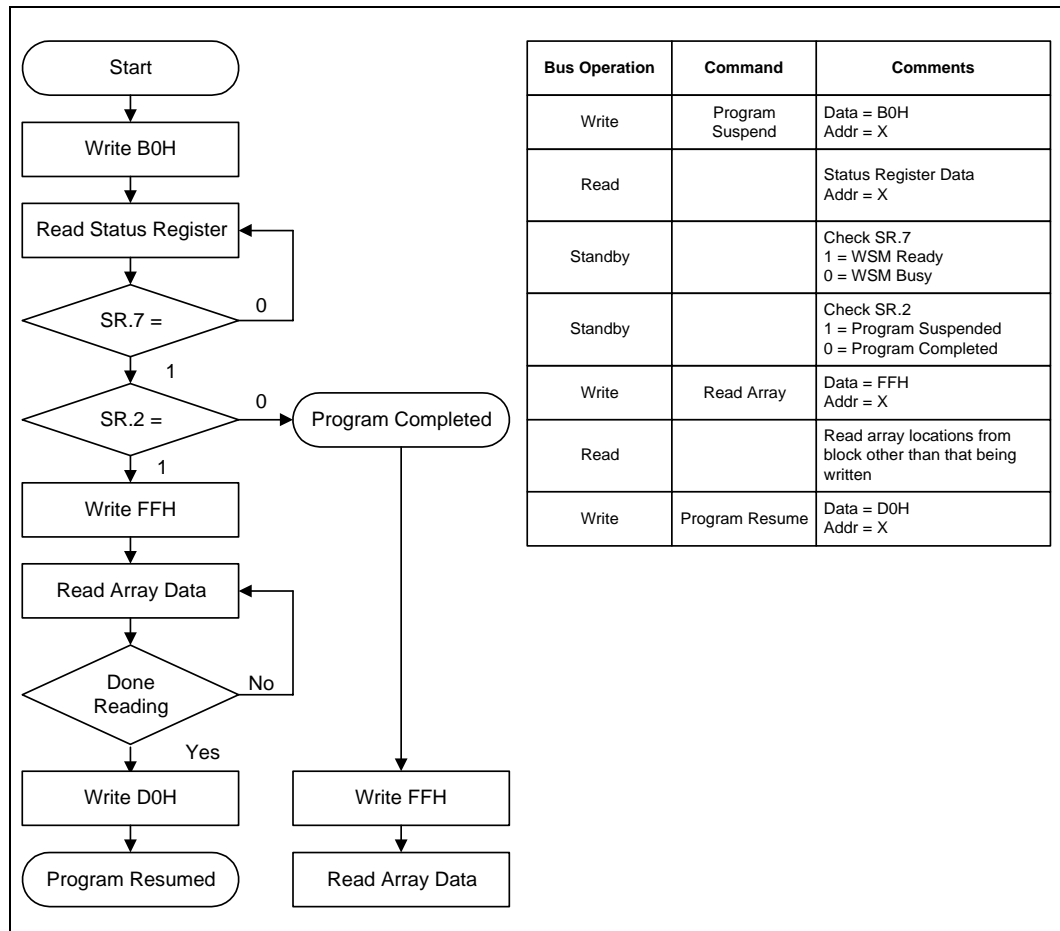 Start
Write B0H
Read Status Register
SR.7 =
0
1
SR.2 =
0
Program Completed
1
Write FFH
Read Array Data
Done
Reading
No
Yes
Write D0H
Write FFH
Program Resumed
Read Array Data
Bus Operation
Command
Comments
Write
Program
Suspend
Data = B0H
Addr = X
Read
Status Register Data
Addr = X
Standby
Check SR.7
1 = WSM Ready
0 = WSM Busy
Standby
Check SR.2
1 = Program Suspended
0 = Program Completed
Write
Read Array
Data = FFH
Addr = X
Read
Read array locations from
block other than that being
written
Write
Program Resume
Data = D0H
Addr = X